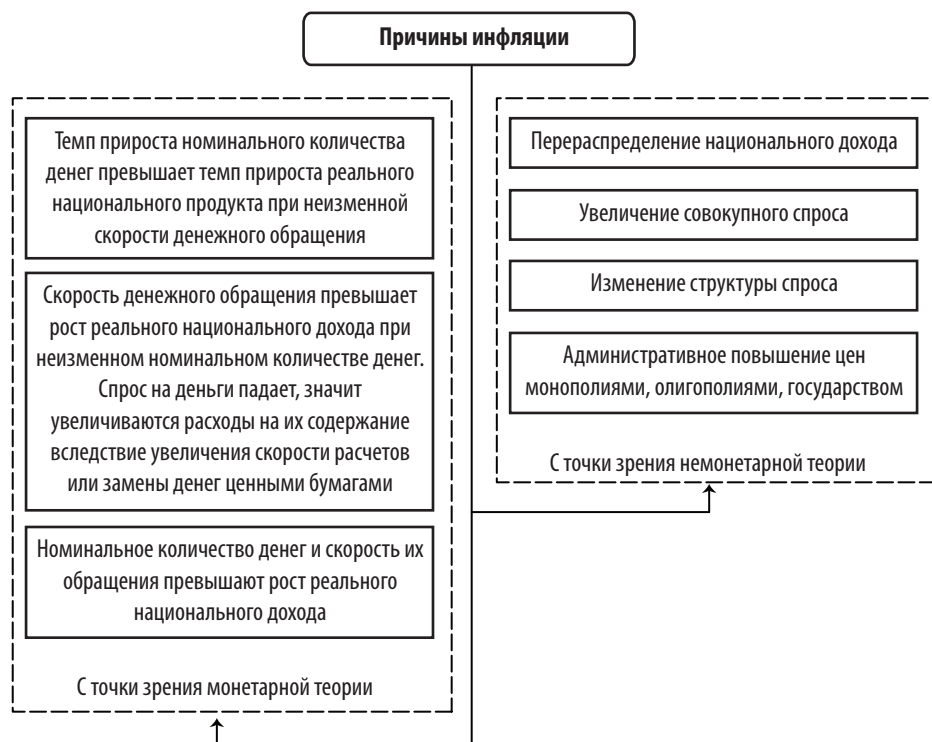 Причины инфляции
Темп прироста номинального количества
денег превышает темп прироста реального
национального продукта при неизменной
скорости денежного обращения
Скорость денежного обращения превышает
рост реального национального дохода при
неизменном номинальном количестве денег.
Спрос на деньги падает, значит
увеличиваются расходы на их содержание
вследствие увеличения скорости расчетов
или замены денег ценными бумагами
Номинальное количество денег и скорость их
обращения превышают рост реального
национального дохода
С точки зрения монетарной теории
Перераспределение национального дохода
Увеличение совокупного спроса
Изменение структуры спроса
Административное повышение цен
монополиями, олигополиями, государством
С точки зрения немонетарной теории